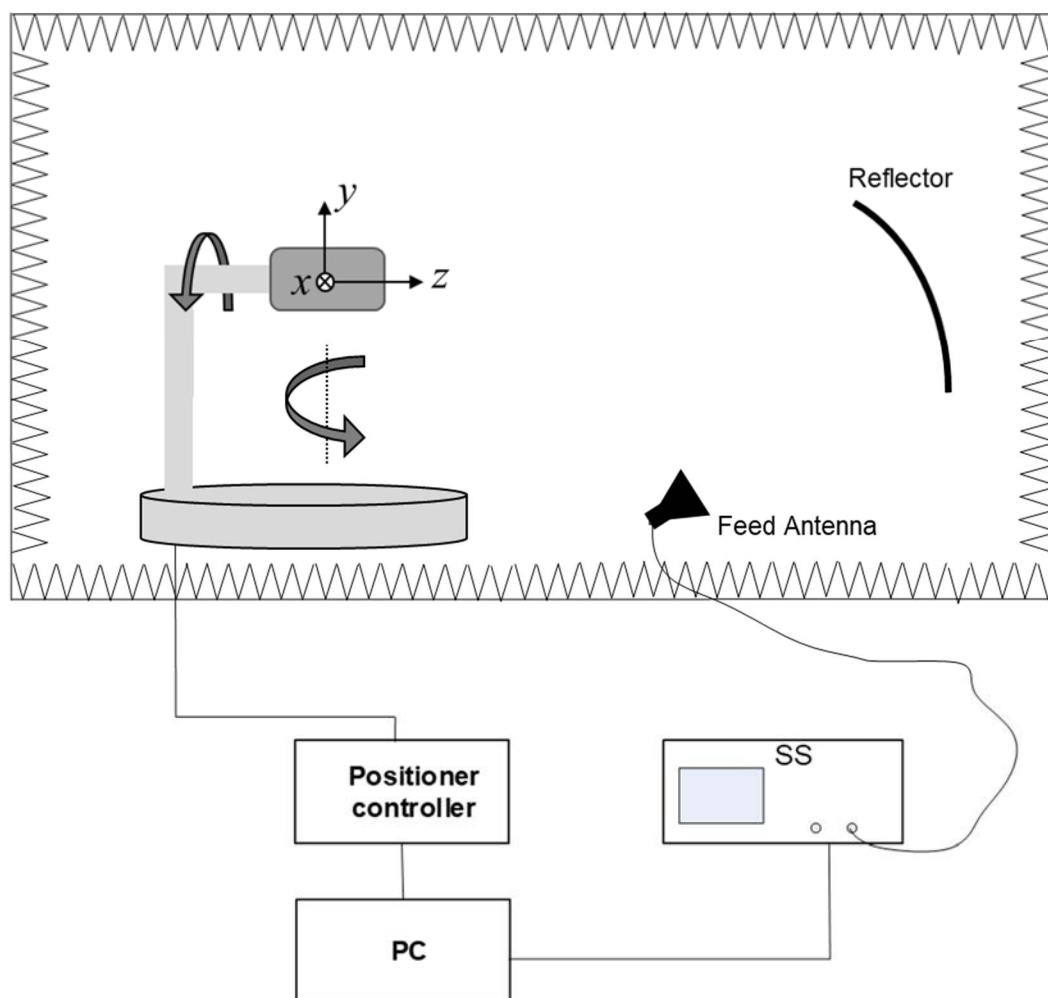 Reflector
y
x
z
Feed Antenna
SS
Positioner
controller
PC